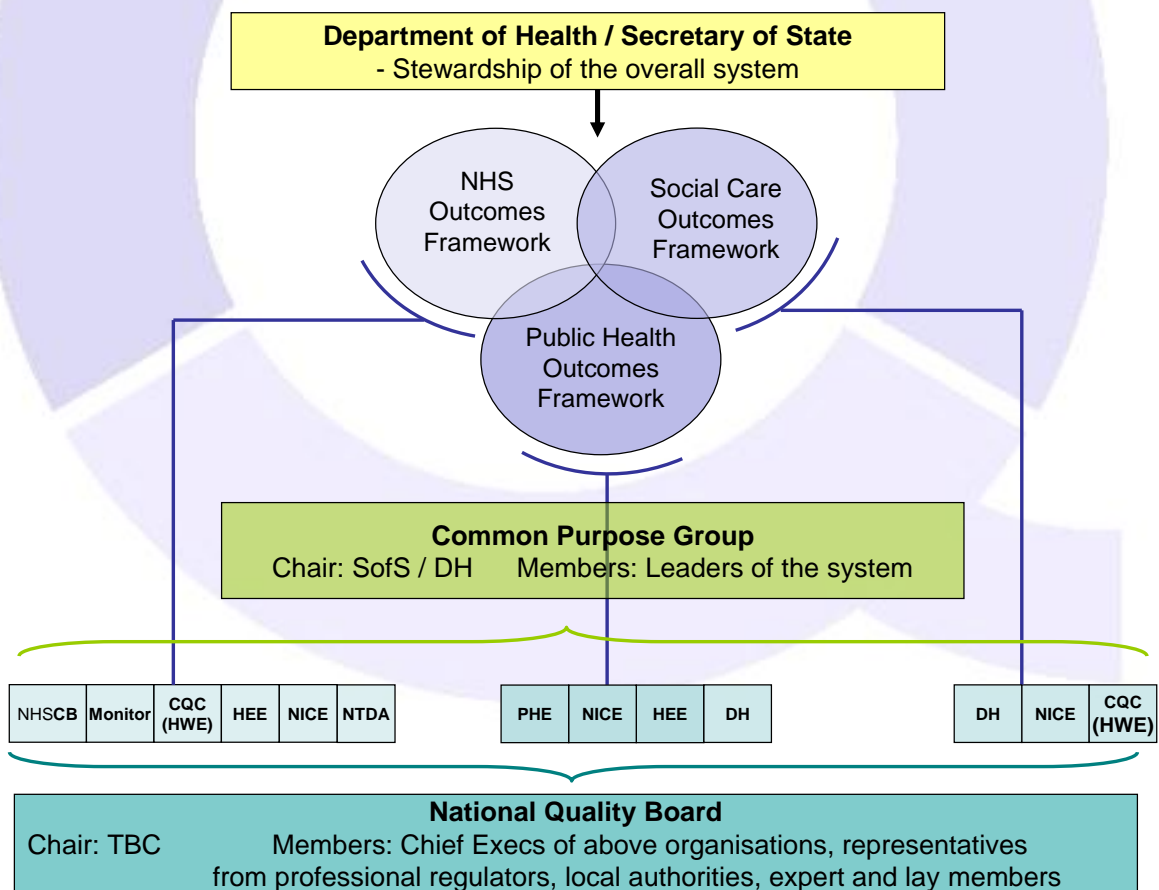 Department of Health / Secretary of State
- Stewardship of the overall system
NHS
Outcomes
Framework
Social Care
Outcomes
Framework
Public Health
Outcomes
Framework
Common Purpose Group
Chair: SofS / DH Members: Leaders of the system
NHSCB Monitor CQC (HWE) HEE NICE NTDA
PHE NICE HEE DH
DH NICE CQC (HWE)
National Quality Board
Chair: TBC Members: Chief Execs of above organisations, representatives
from professional regulators, local authorities, expert and lay members